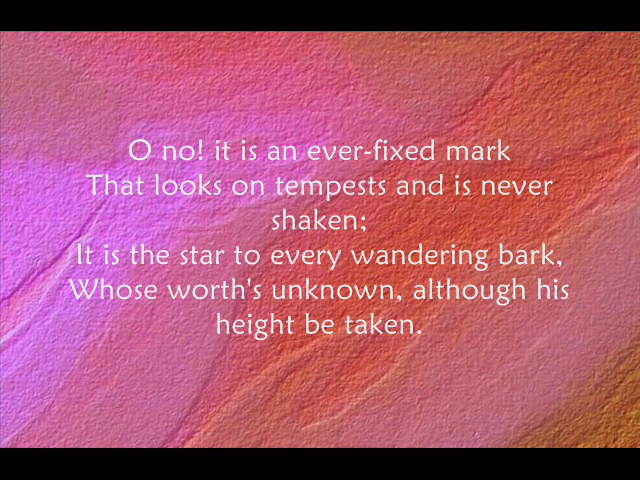 O no! it is an ever-fixed mark
That looks on tempests and is never
shaken;
It is the star to every wandering bark,
Whose worth's unknown, although his
height be taken.